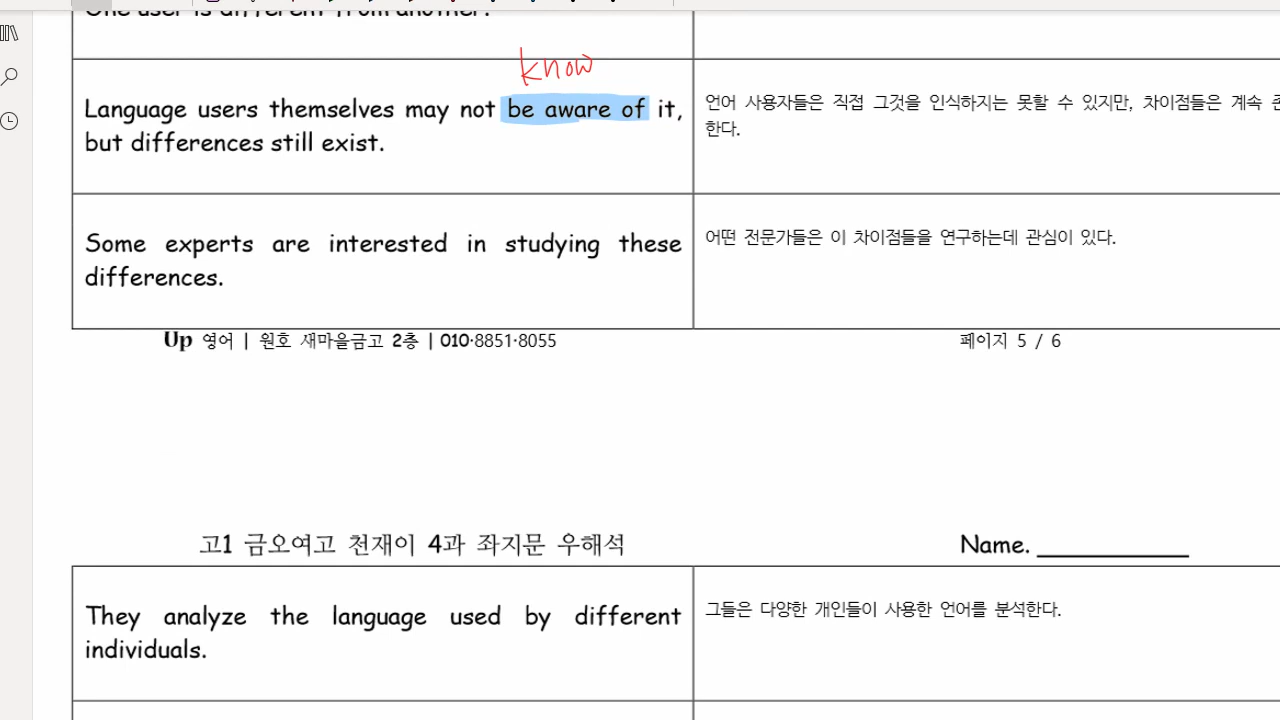 One user is different from another.
know
Language users themselves may not be aware of it,
but differences still exist.
언어 사용자들은 직접 그것을 인식하지는 못할 수 있지만, 차이점들은 계속
한다.
Some experts are interested in studying these
differences.
어떤 전문가들은 이 차이점들을 연구하는데 관심이 있다.
Up 영어 | 원호 새마을금고 2층 | 010·8851·8055
페이지 5 / 6
고1 금오여고 천재이 4과 좌지문 우해석
Name. ___________
They analyze the language used by different
individuals.
그들은 다양한 개인들이 사용한 언어를 분석한다.